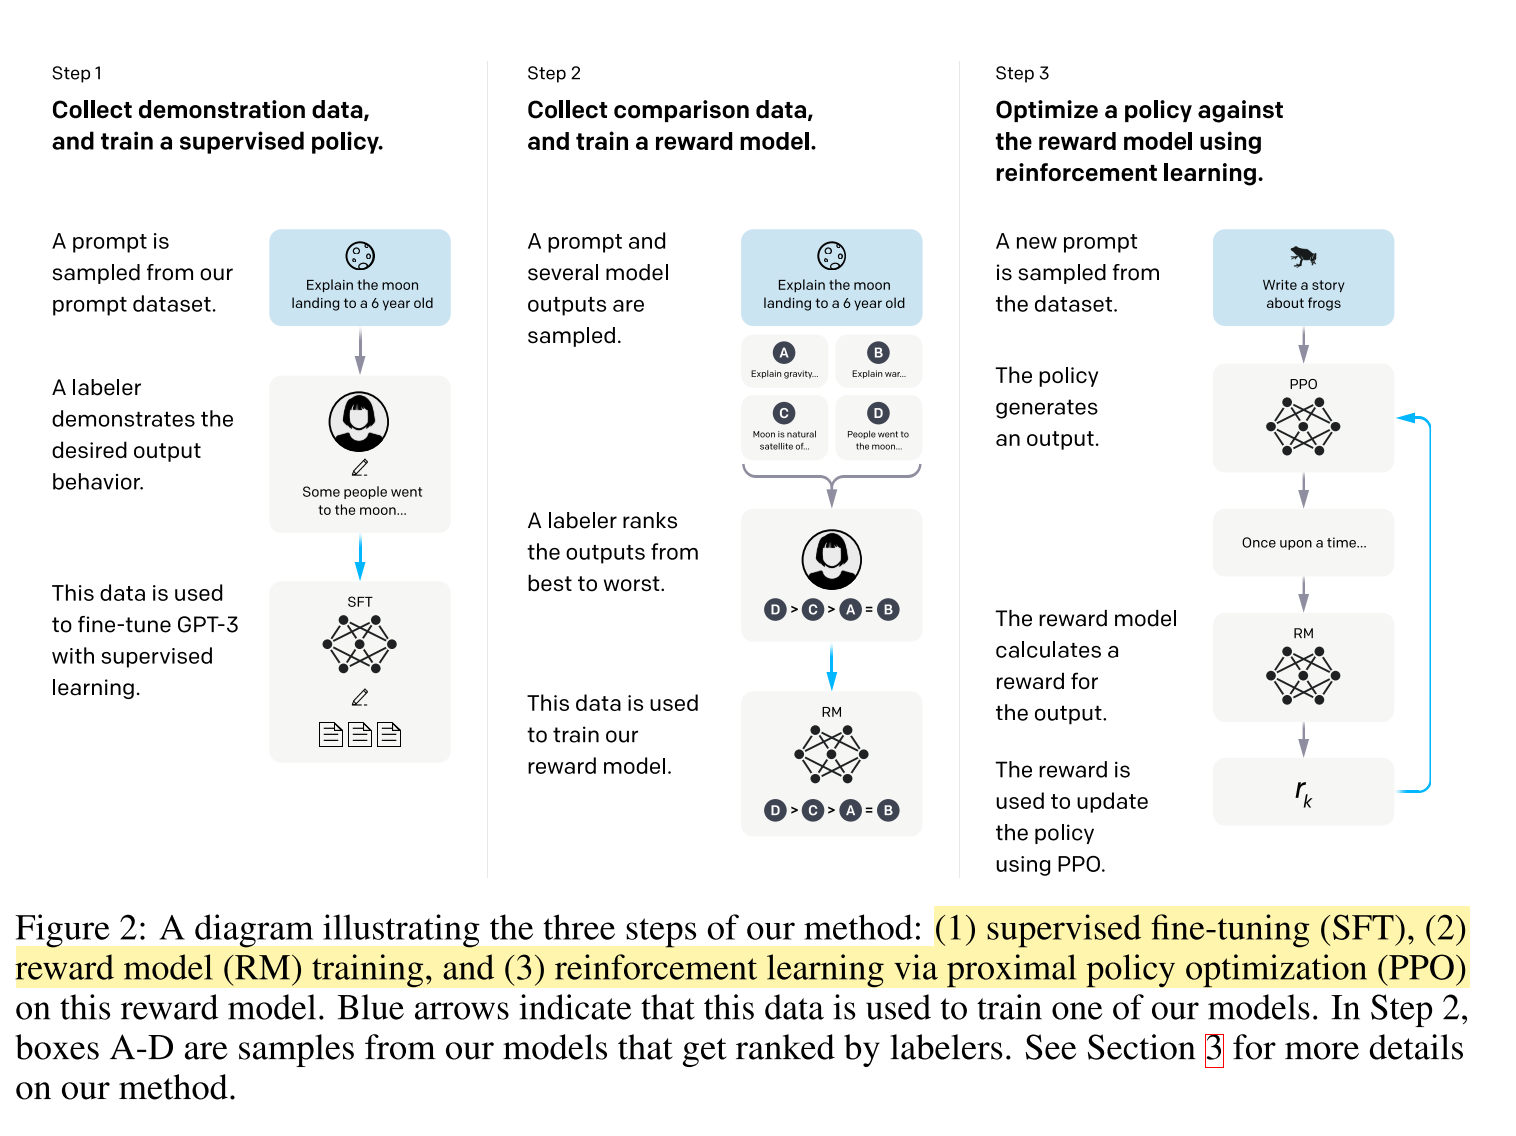 Step 1
Collect demonstration data,
and train a supervised policy.
A prompt is
sampled from our
prompt dataset.
Explain the moon
landing to a 6 year old
A labeler
demonstrates the
desired output
behavior.
Some people went
to the moon...
This data is used
to fine-tune GPT-3
with supervised
learning.
SFT
Step 2
Collect comparison data,
and train a reward model.
A prompt and
several model
outputs are
sampled.
Explain the moon
landing to a 6 year old
A B
Explain gravity... Explain war...
C D
Moon is natural People went to
satellite of... the moon...
A labeler ranks
the outputs from
best to worst.
D > C > A = B
This data is used
to train our
reward model.
RM
D > C > A = B
Step 3
Optimize a policy against
the reward model using
reinforcement learning.
A new prompt
is sampled from
the dataset.
Write a story
about frogs
The policy
generates
an output.
PPO
Once upon a time...
The reward model
calculates a
reward for
the output.
RM
The reward is
used to update
the policy
using PPO.
r_k
Figure 2: A diagram illustrating the three steps of our method: (1) supervised fine-tuning (SFT), (2)
reward model (RM) training, and (3) reinforcement learning via proximal policy optimization (PPO)
on this reward model. Blue arrows indicate that this data is used to train one of our models. In Step 2,
boxes A-D are samples from our models that get ranked by labelers. See Section 3 for more details
on our method.